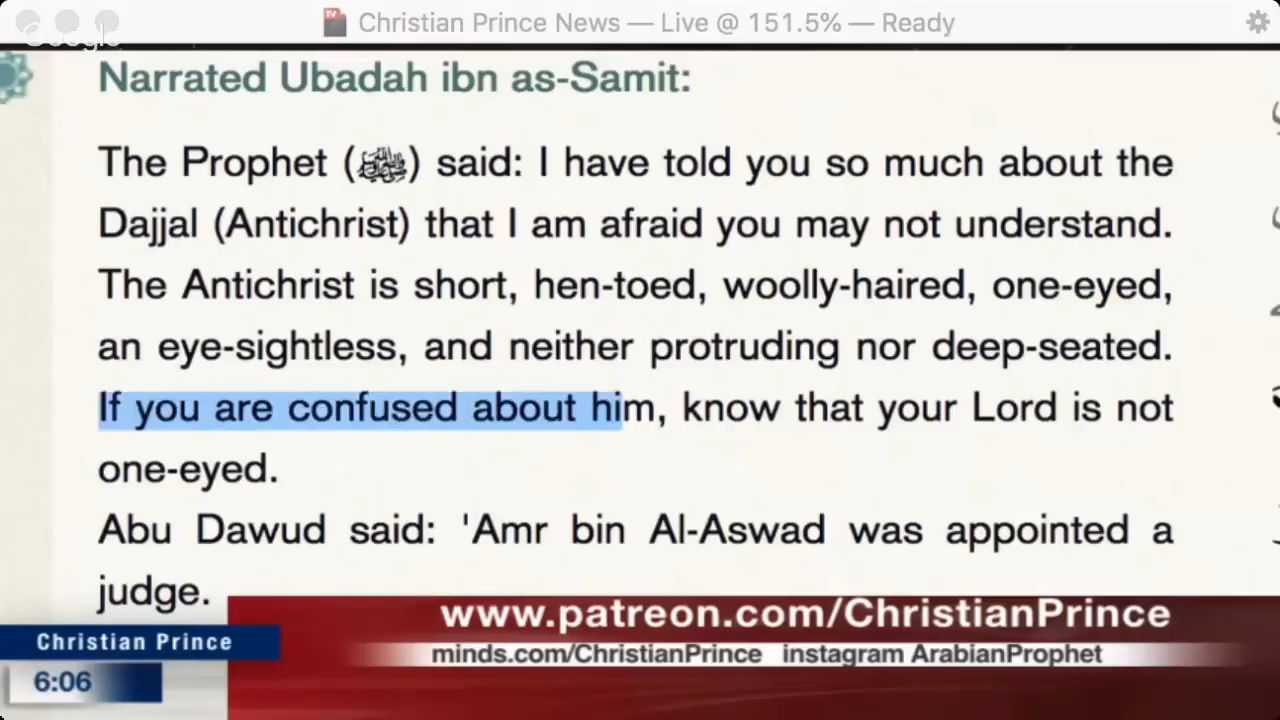 Christian Prince News — Live @ 151.5% — Ready
Google
Narrated Ubadah ibn as-Samit:
The Prophet (ﷺ) said: I have told you so much about the
Dajjal (Antichrist) that I am afraid you may not understand.
The Antichrist is short, hen-toed, woolly-haired, one-eyed,
an eye-sightless, and neither protruding nor deep-seated.
If you are confused about him, know that your Lord is not
one-eyed.
Abu Dawud said: 'Amr bin Al-Aswad was appointed a
judge.
www.patreon.com/ChristianPrince
Christian Prince
minds.com/ChristianPrince instagram ArabianProphet
6:06